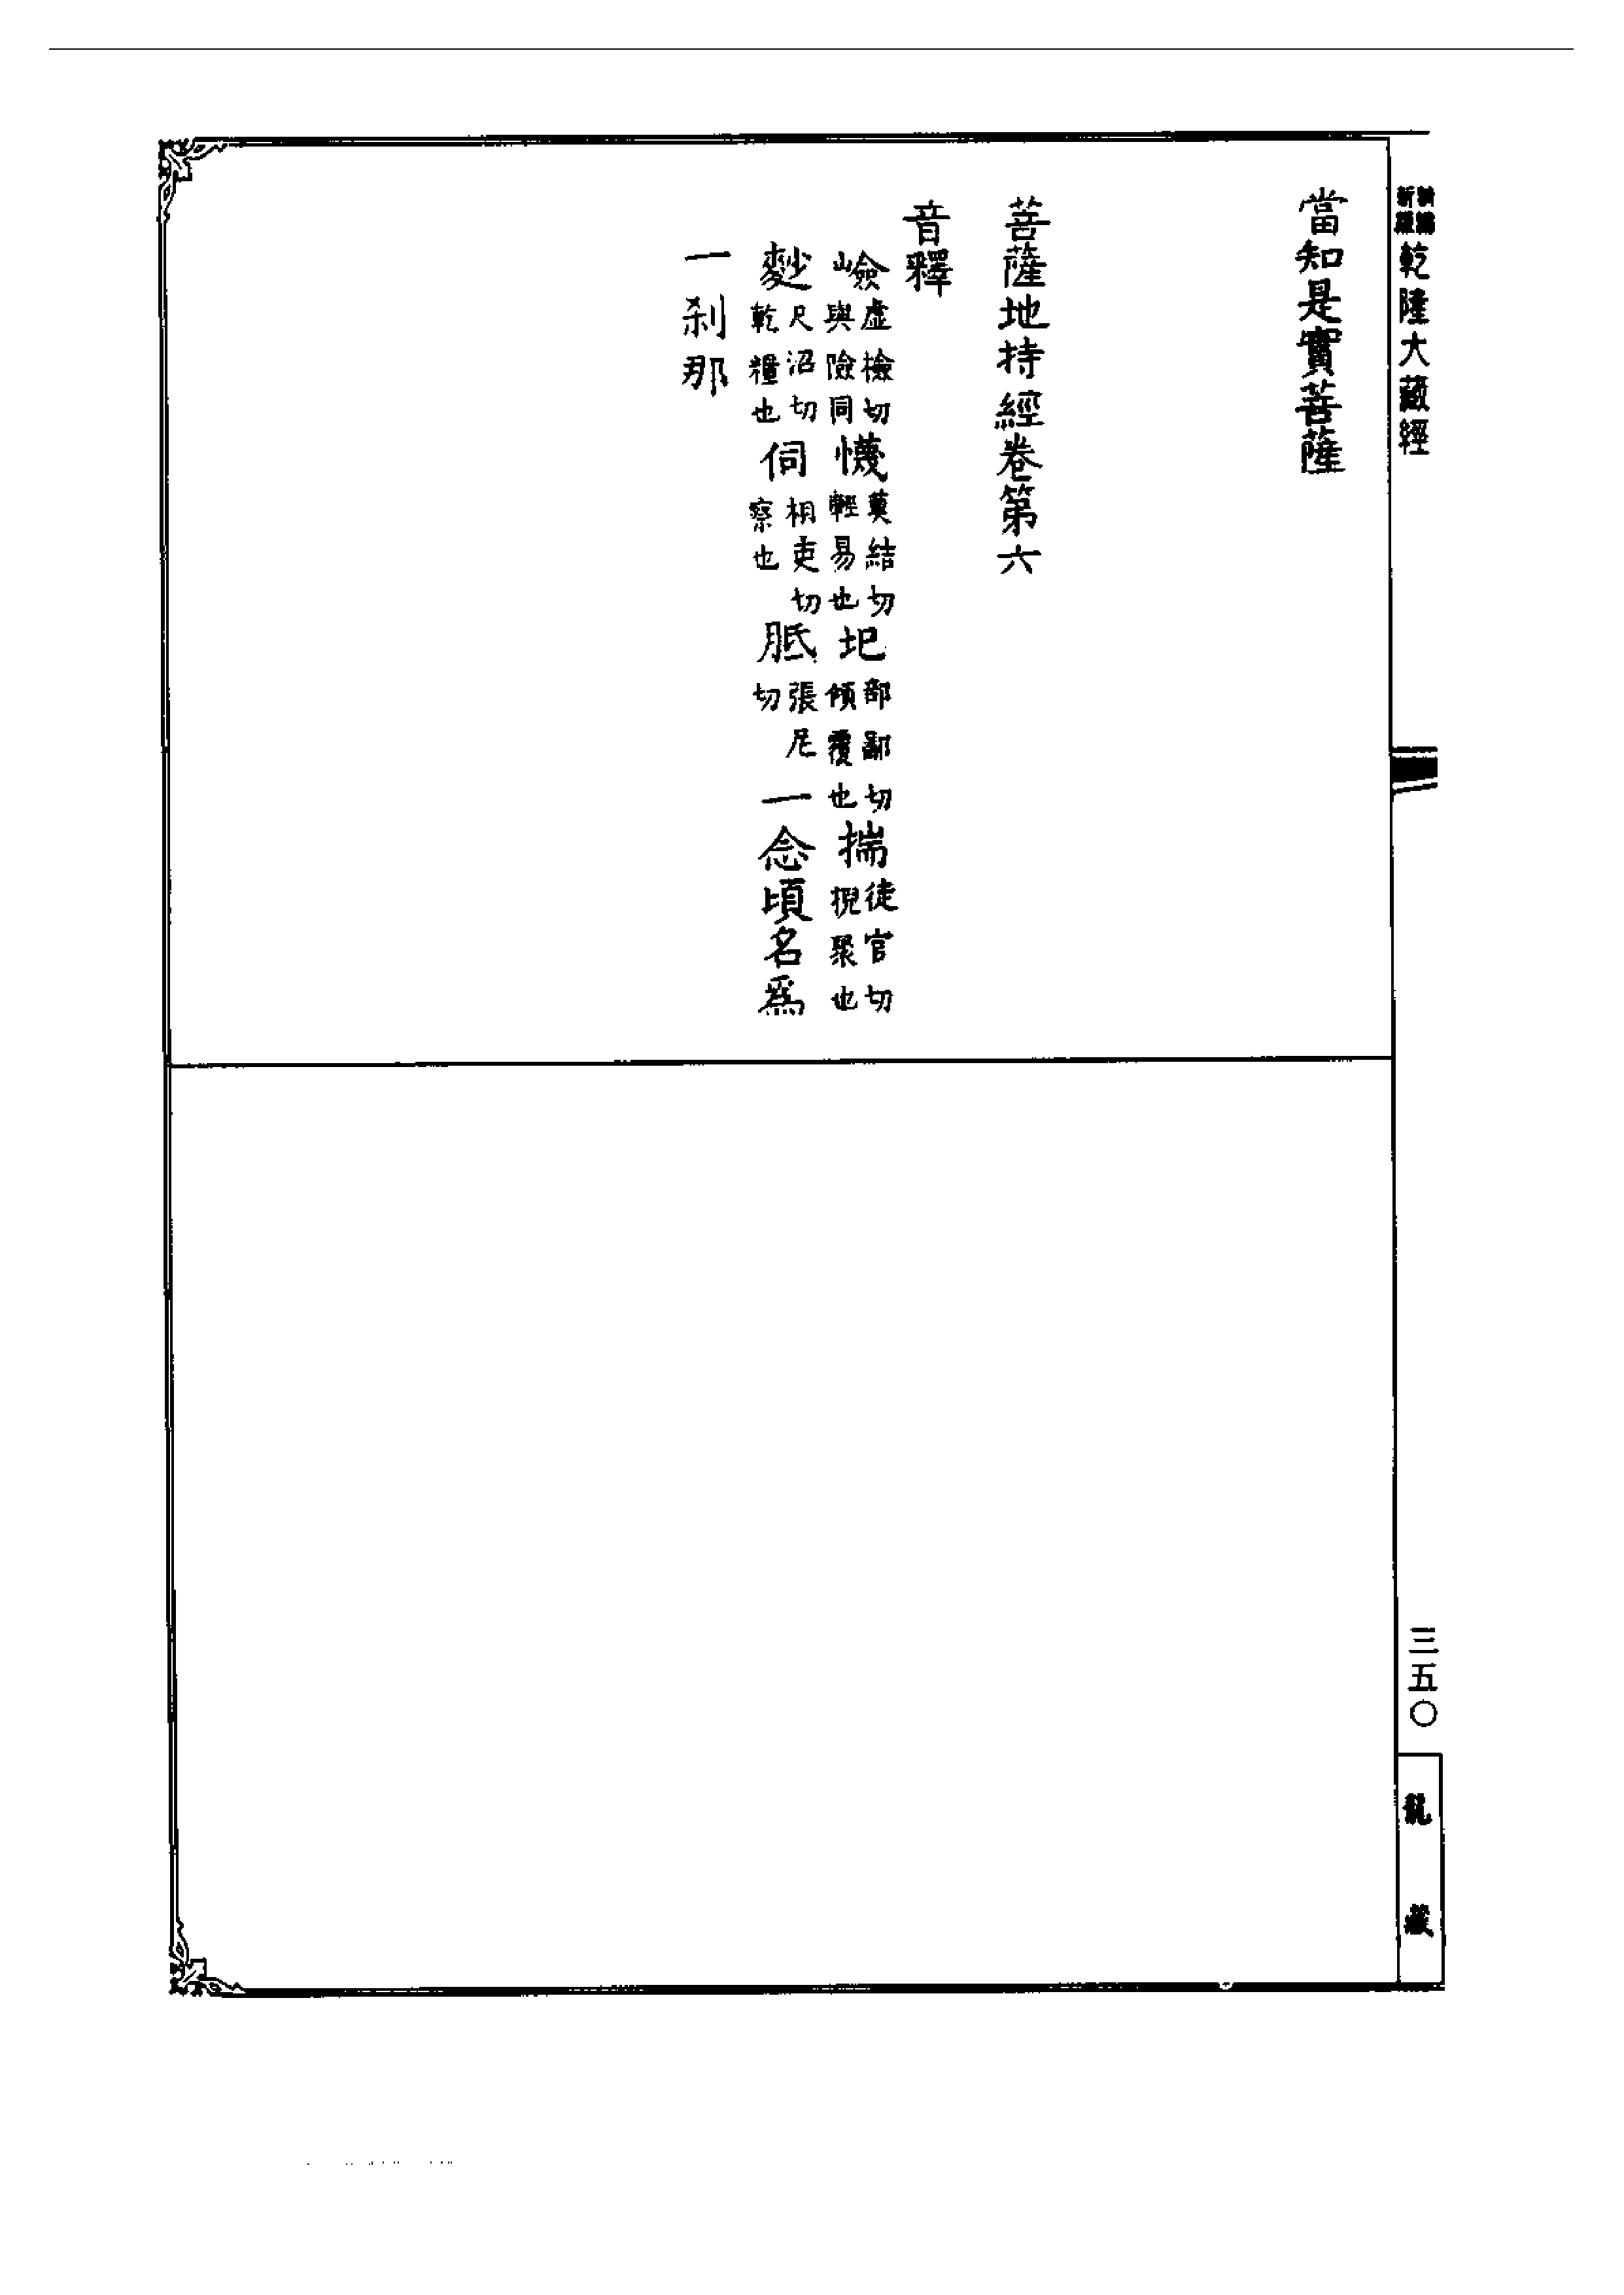 新編
新縮
乾隆大藏經
三五〇
龍藏
當知是實菩薩
菩薩地持經卷第六
音釋
嶮虛檢切與險同懱莫結切輕易也圮部鄙切傾覆也揣徒官切挩聚也
麨尺沼切乾糧也伺相吏切察也胝張尼切一念頃名為
一剎那